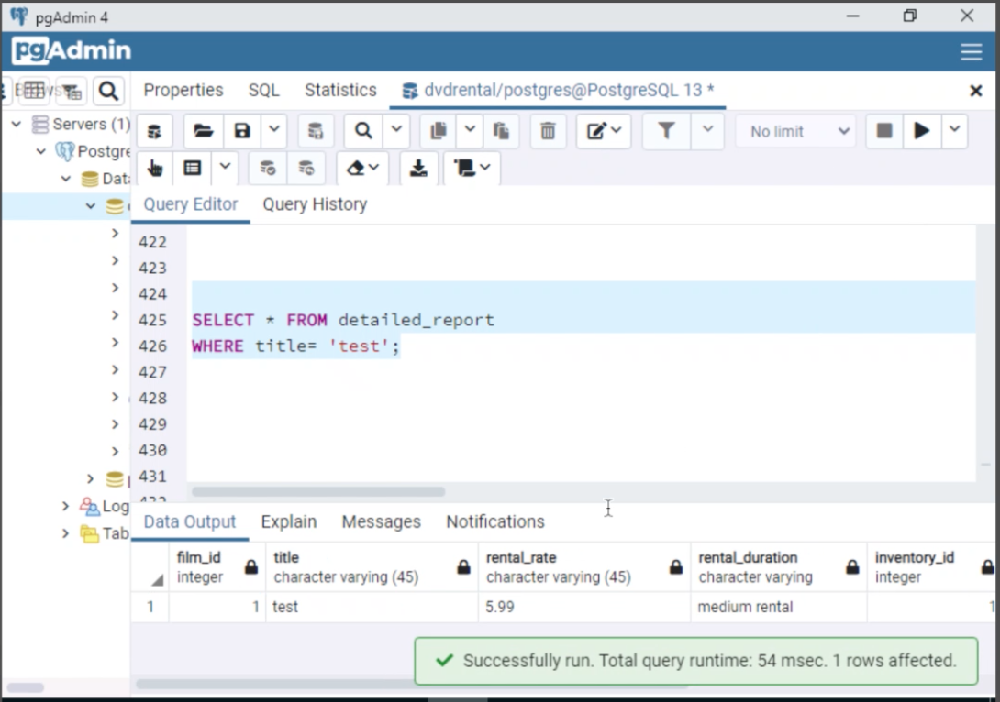 pgAdmin 4
pgAdmin
Properties SQL Statistics dvdrental/postgres@PostgreSQL 13 *
Servers (1)
Postgre
Data
Log
Tab
No limit
Query Editor Query History
422
423
424
425 SELECT * FROM detailed_report
426 WHERE title= 'test';
427
428
429
430
431
Data Output Explain Messages Notifications
film_id title rental_rate rental_duration inventory_id
integer character varying (45) character varying (45) character varying integer
1 1 test 5.99 medium rental 1
Successfully run. Total query runtime: 54 msec. 1 rows affected.